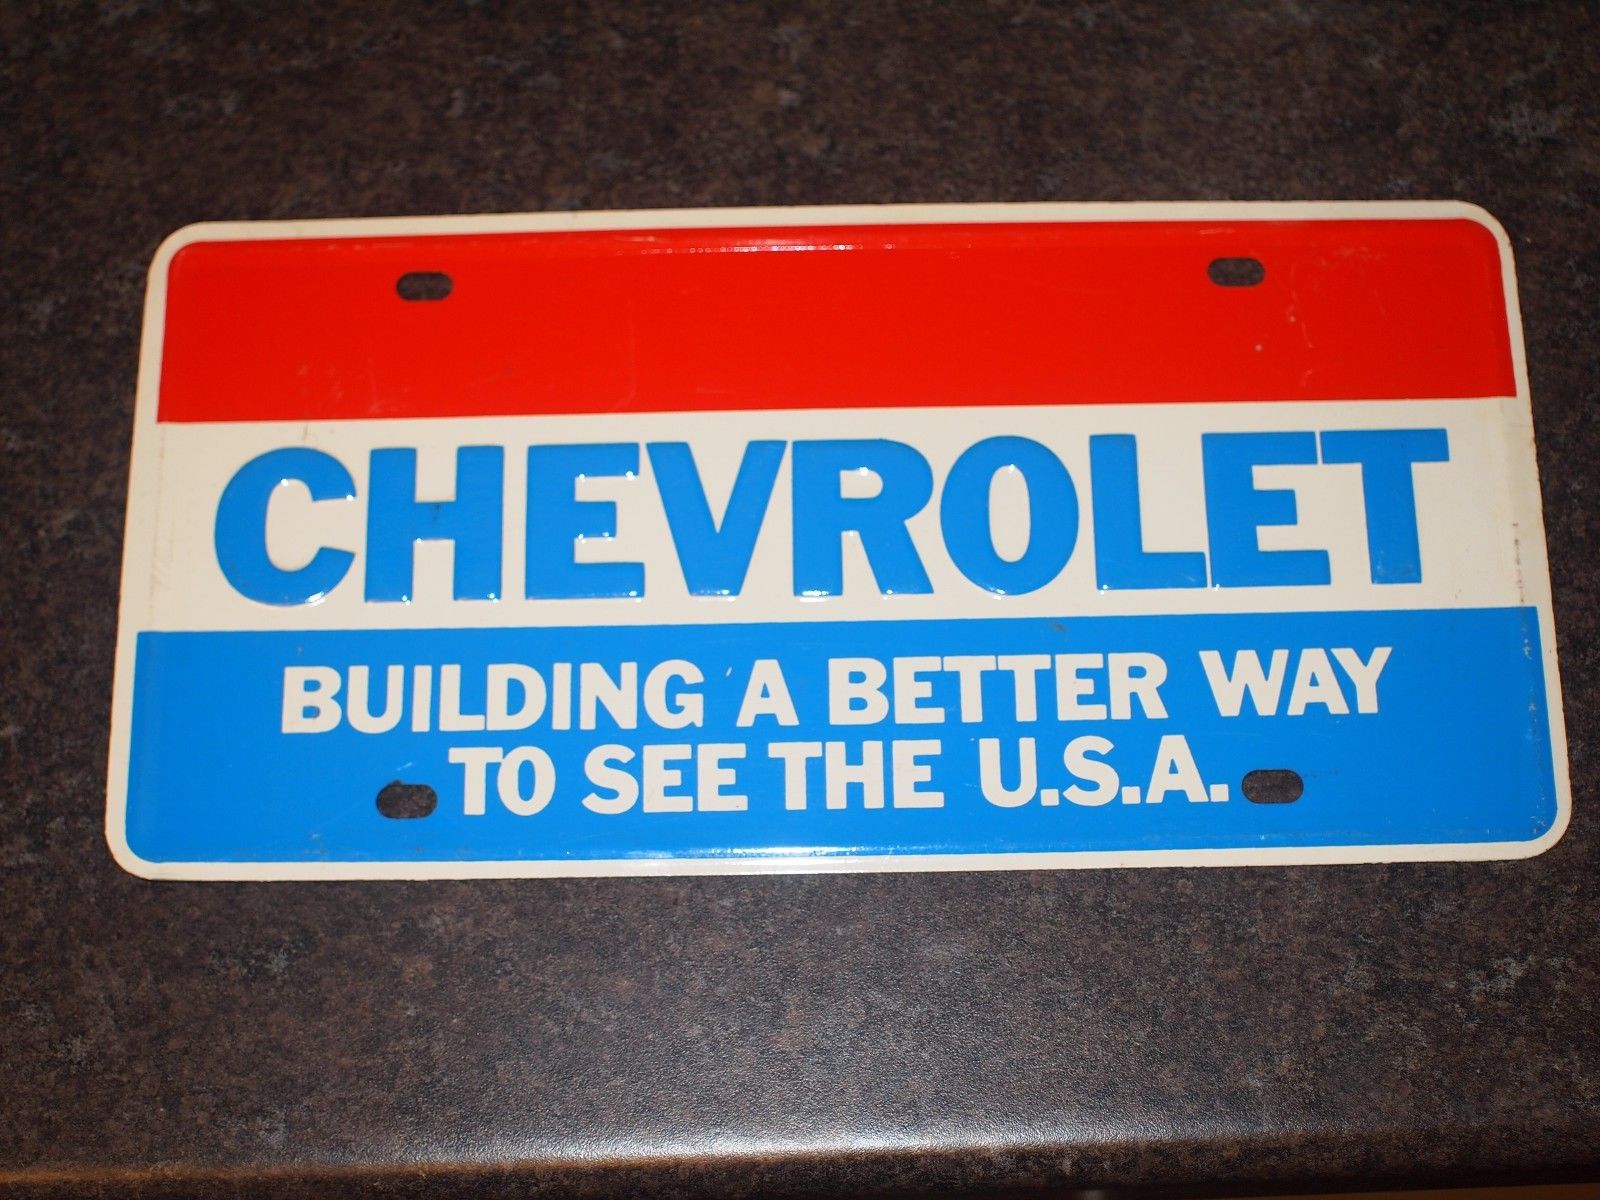 CHEVROLET
BUILDING A BETTER WAY
TO SEE THE U.S.A.